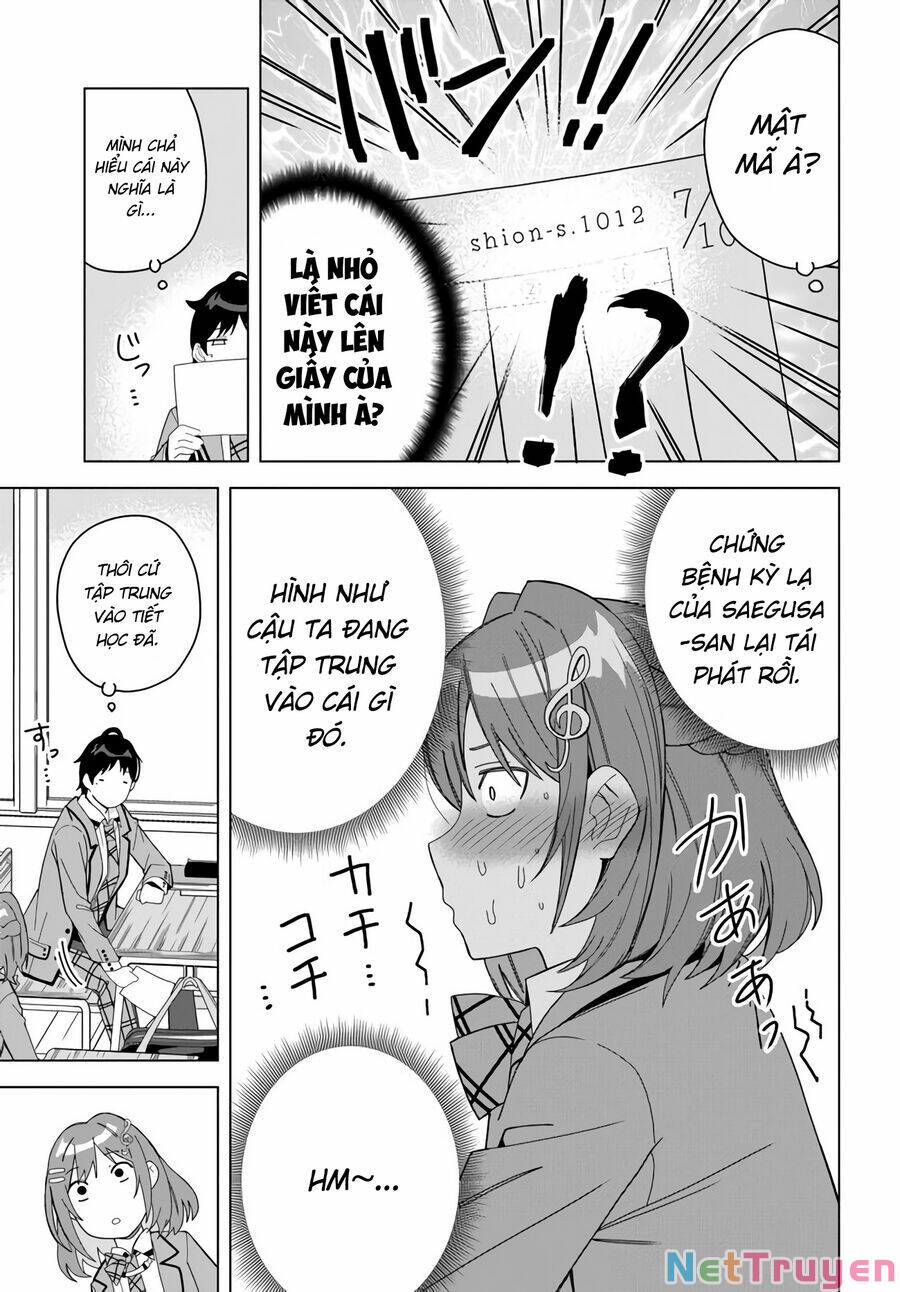 バン!!
MẬT
MÃ À?
shion-s.1012
7/10
LÀ NHỎ
VIẾT CÁI
NÀY LÊN
GIẤY CỦA
MÌNH À?
!?
MÌNH CHẢ
HIỂU CÁI NÀY
NGHĨA LÀ
GÌ...
じっ…
CHỨNG
BỆNH KỲ LẠ
CỦA SAEGUSA
-SAN LẠI TÁI
PHÁT RỒI.
HÌNH NHƯ
CẬU TA ĐANG
TẬP TRUNG
VÀO CÁI GÌ
ĐÓ.
かあぁっ
カチ…
コチ…
HM~...
THÔI CỨ
TẬP TRUNG
VÀO TIẾT
HỌC ĐÃ.
すっ…
NetTruyen